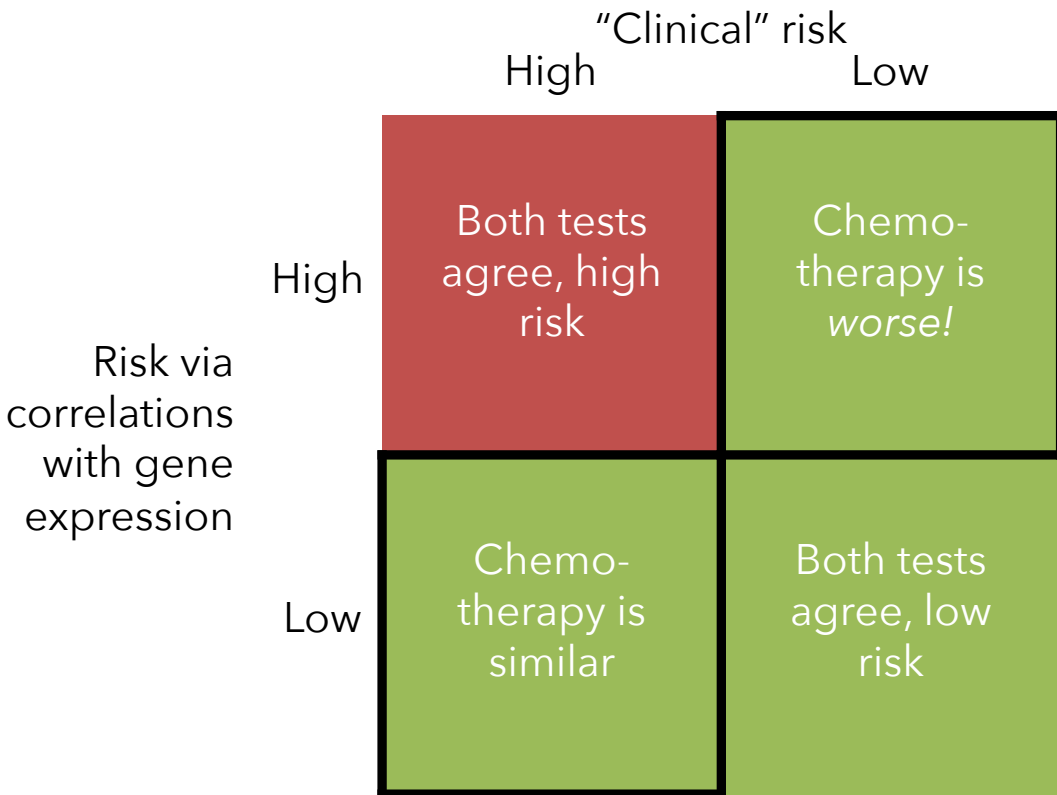 “Clinical” risk
High
Low
Both tests
agree, high
risk
Chemo-
therapy is
worse!
High
Risk via
correlations
with gene
expression
Low
Chemo-
therapy is
similar
Both tests
agree, low
risk